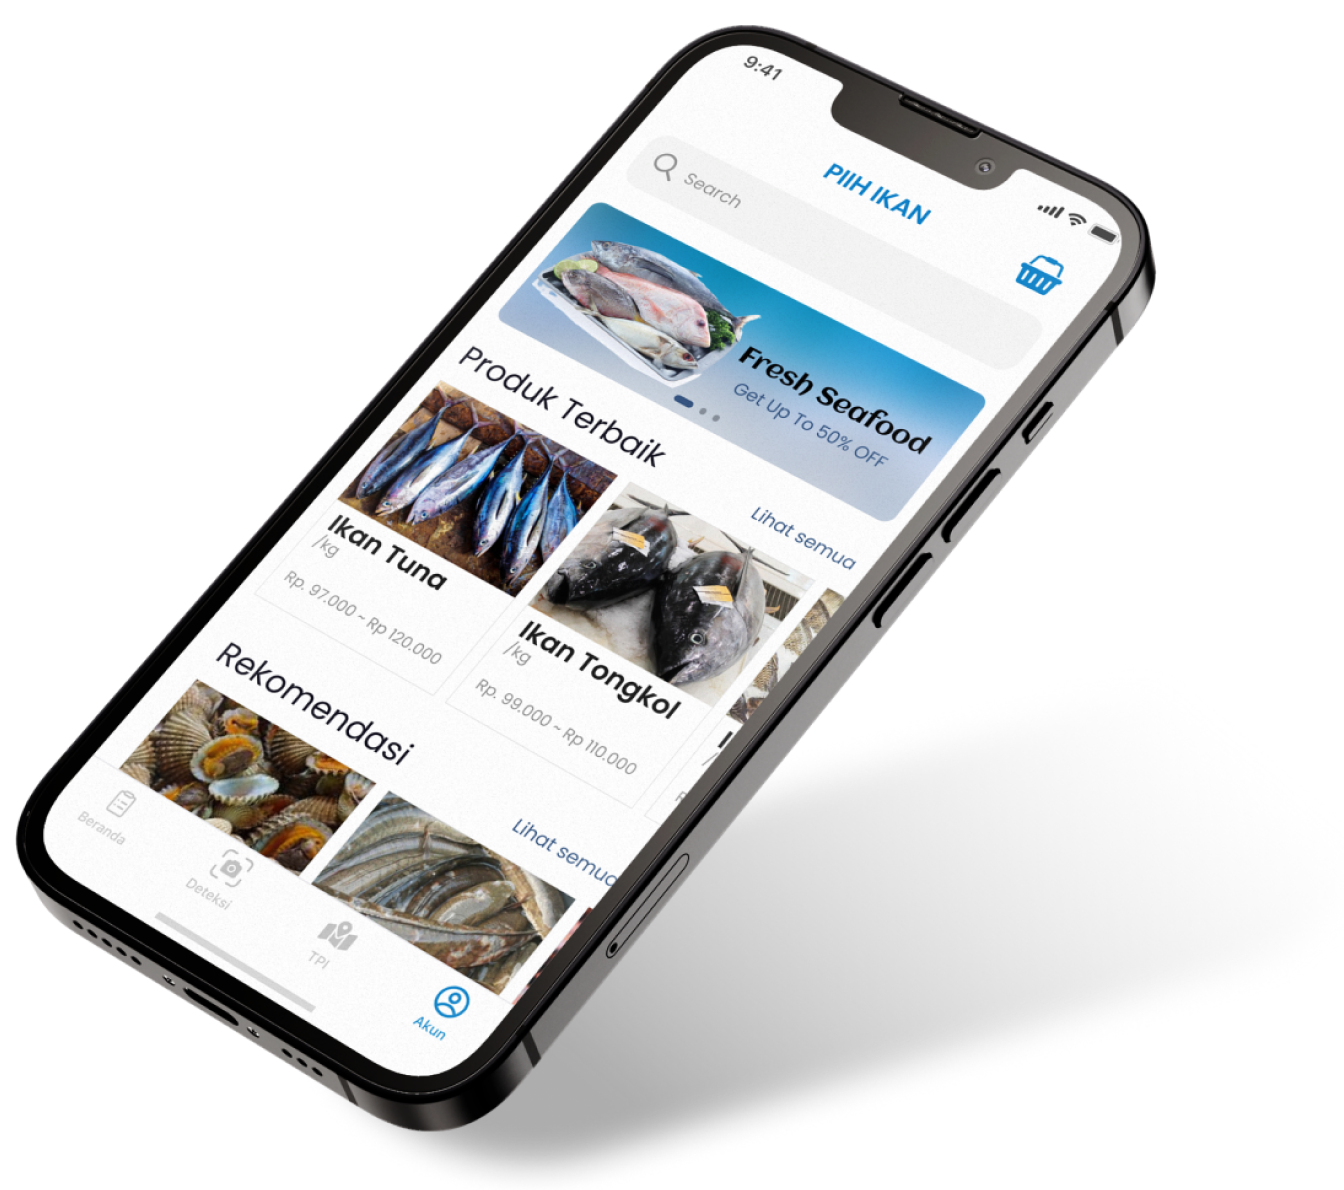 9:41
PIIH IKAN
Search
Fresh Seafood
Get Up To 50% OFF
Produk Terbaik
Lihat semua
Ikan Tuna
/kg
Rp. 97.000 ~ Rp 120.000
Ikan Tongkol
/kg
Rp. 99.000 ~ Rp 110.000
Rekomendasi
Lihat semua
Beranda
Deteksi
TPI
Akun